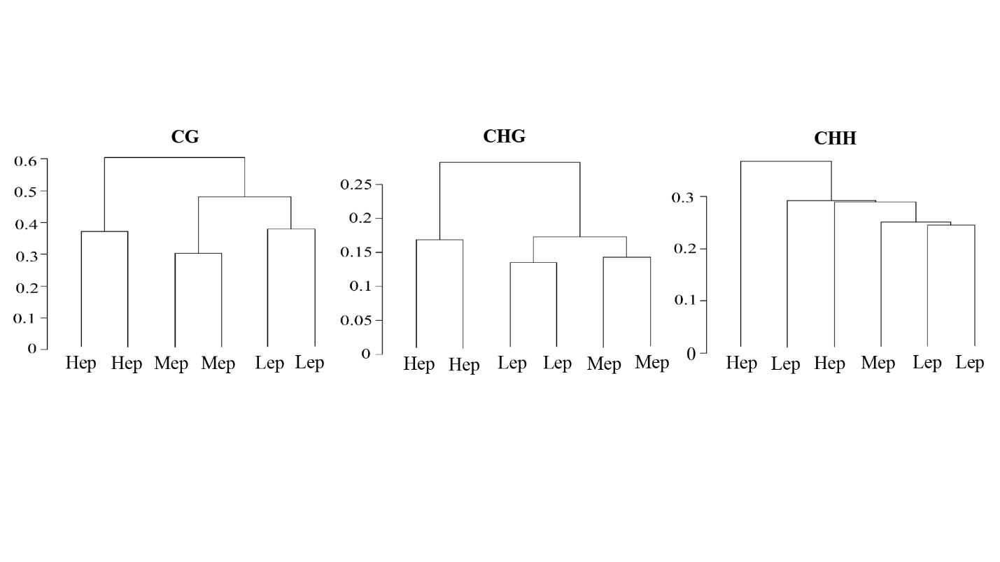 CG
0.6
0.5
0.4
0.3
0.2
0.1
0
Hep Hep Mep Mep Lep Lep
CHG
0.25
0.2
0.15
0.1
0.05
0
Hep Hep Lep Lep Mep Mep
CHH
0.3
0.2
0.1
0
Hep Lep Hep Mep Lep Lep